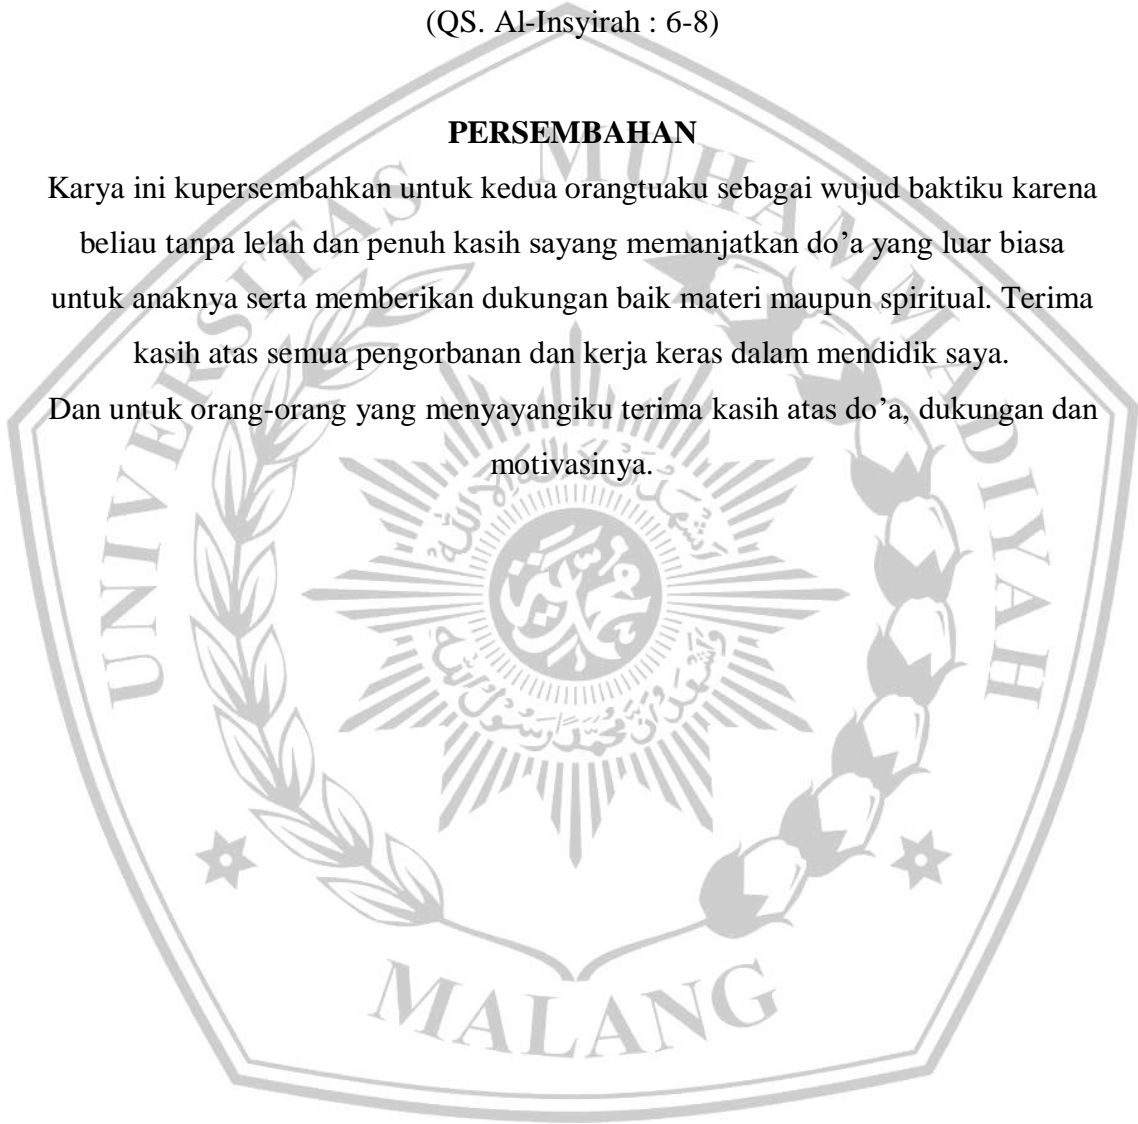 (QS. Al-Insyirah : 6-8)
PERSEMBAHAN
Karya ini kupersembahkan untuk kedua orangtuaku sebagai wujud baktiku karena
beliau tanpa lelah dan penuh kasih sayang memanjatkan do’a yang luar biasa
untuk anaknya serta memberikan dukungan baik materi maupun spiritual. Terima
kasih atas semua pengorbanan dan kerja keras dalam mendidik saya.
Dan untuk orang-orang yang menyayangiku terima kasih atas do’a, dukungan dan
motivasinya.
UNIVERSITAS MUHAMMADIYAH
MALANG